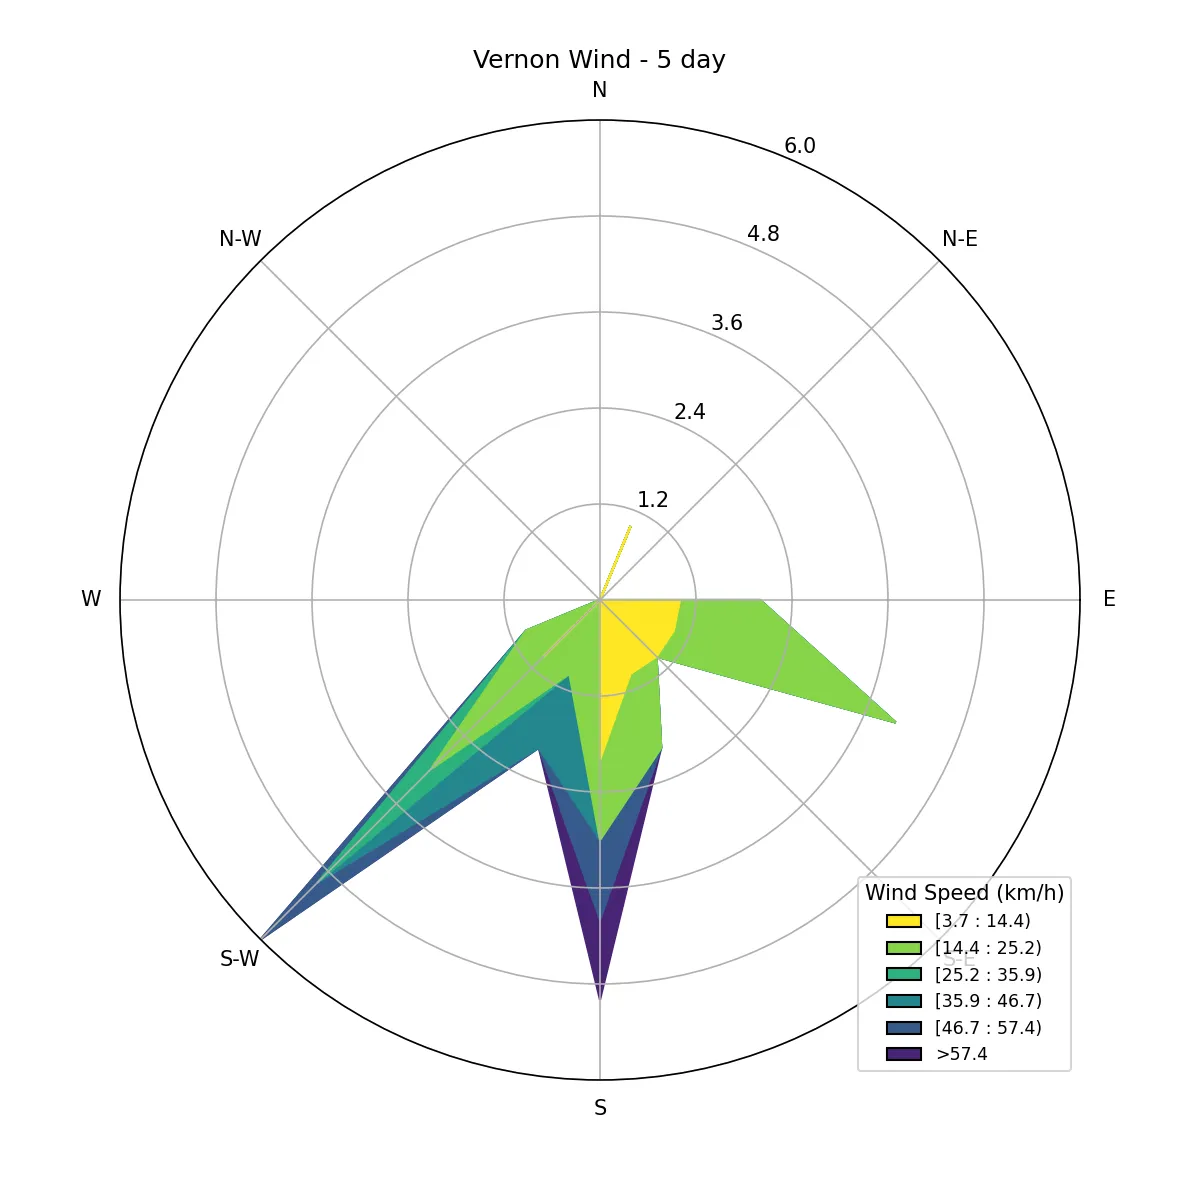 Vernon Wind - 5 day
N
6.0
N-W
4.8
N-E
3.6
2.4
1.2
W
E
S-W
S-E
S
Wind Speed (km/h)
[3.7 : 14.4)
[14.4 : 25.2)
[25.2 : 35.9)
[35.9 : 46.7)
[46.7 : 57.4)
>57.4